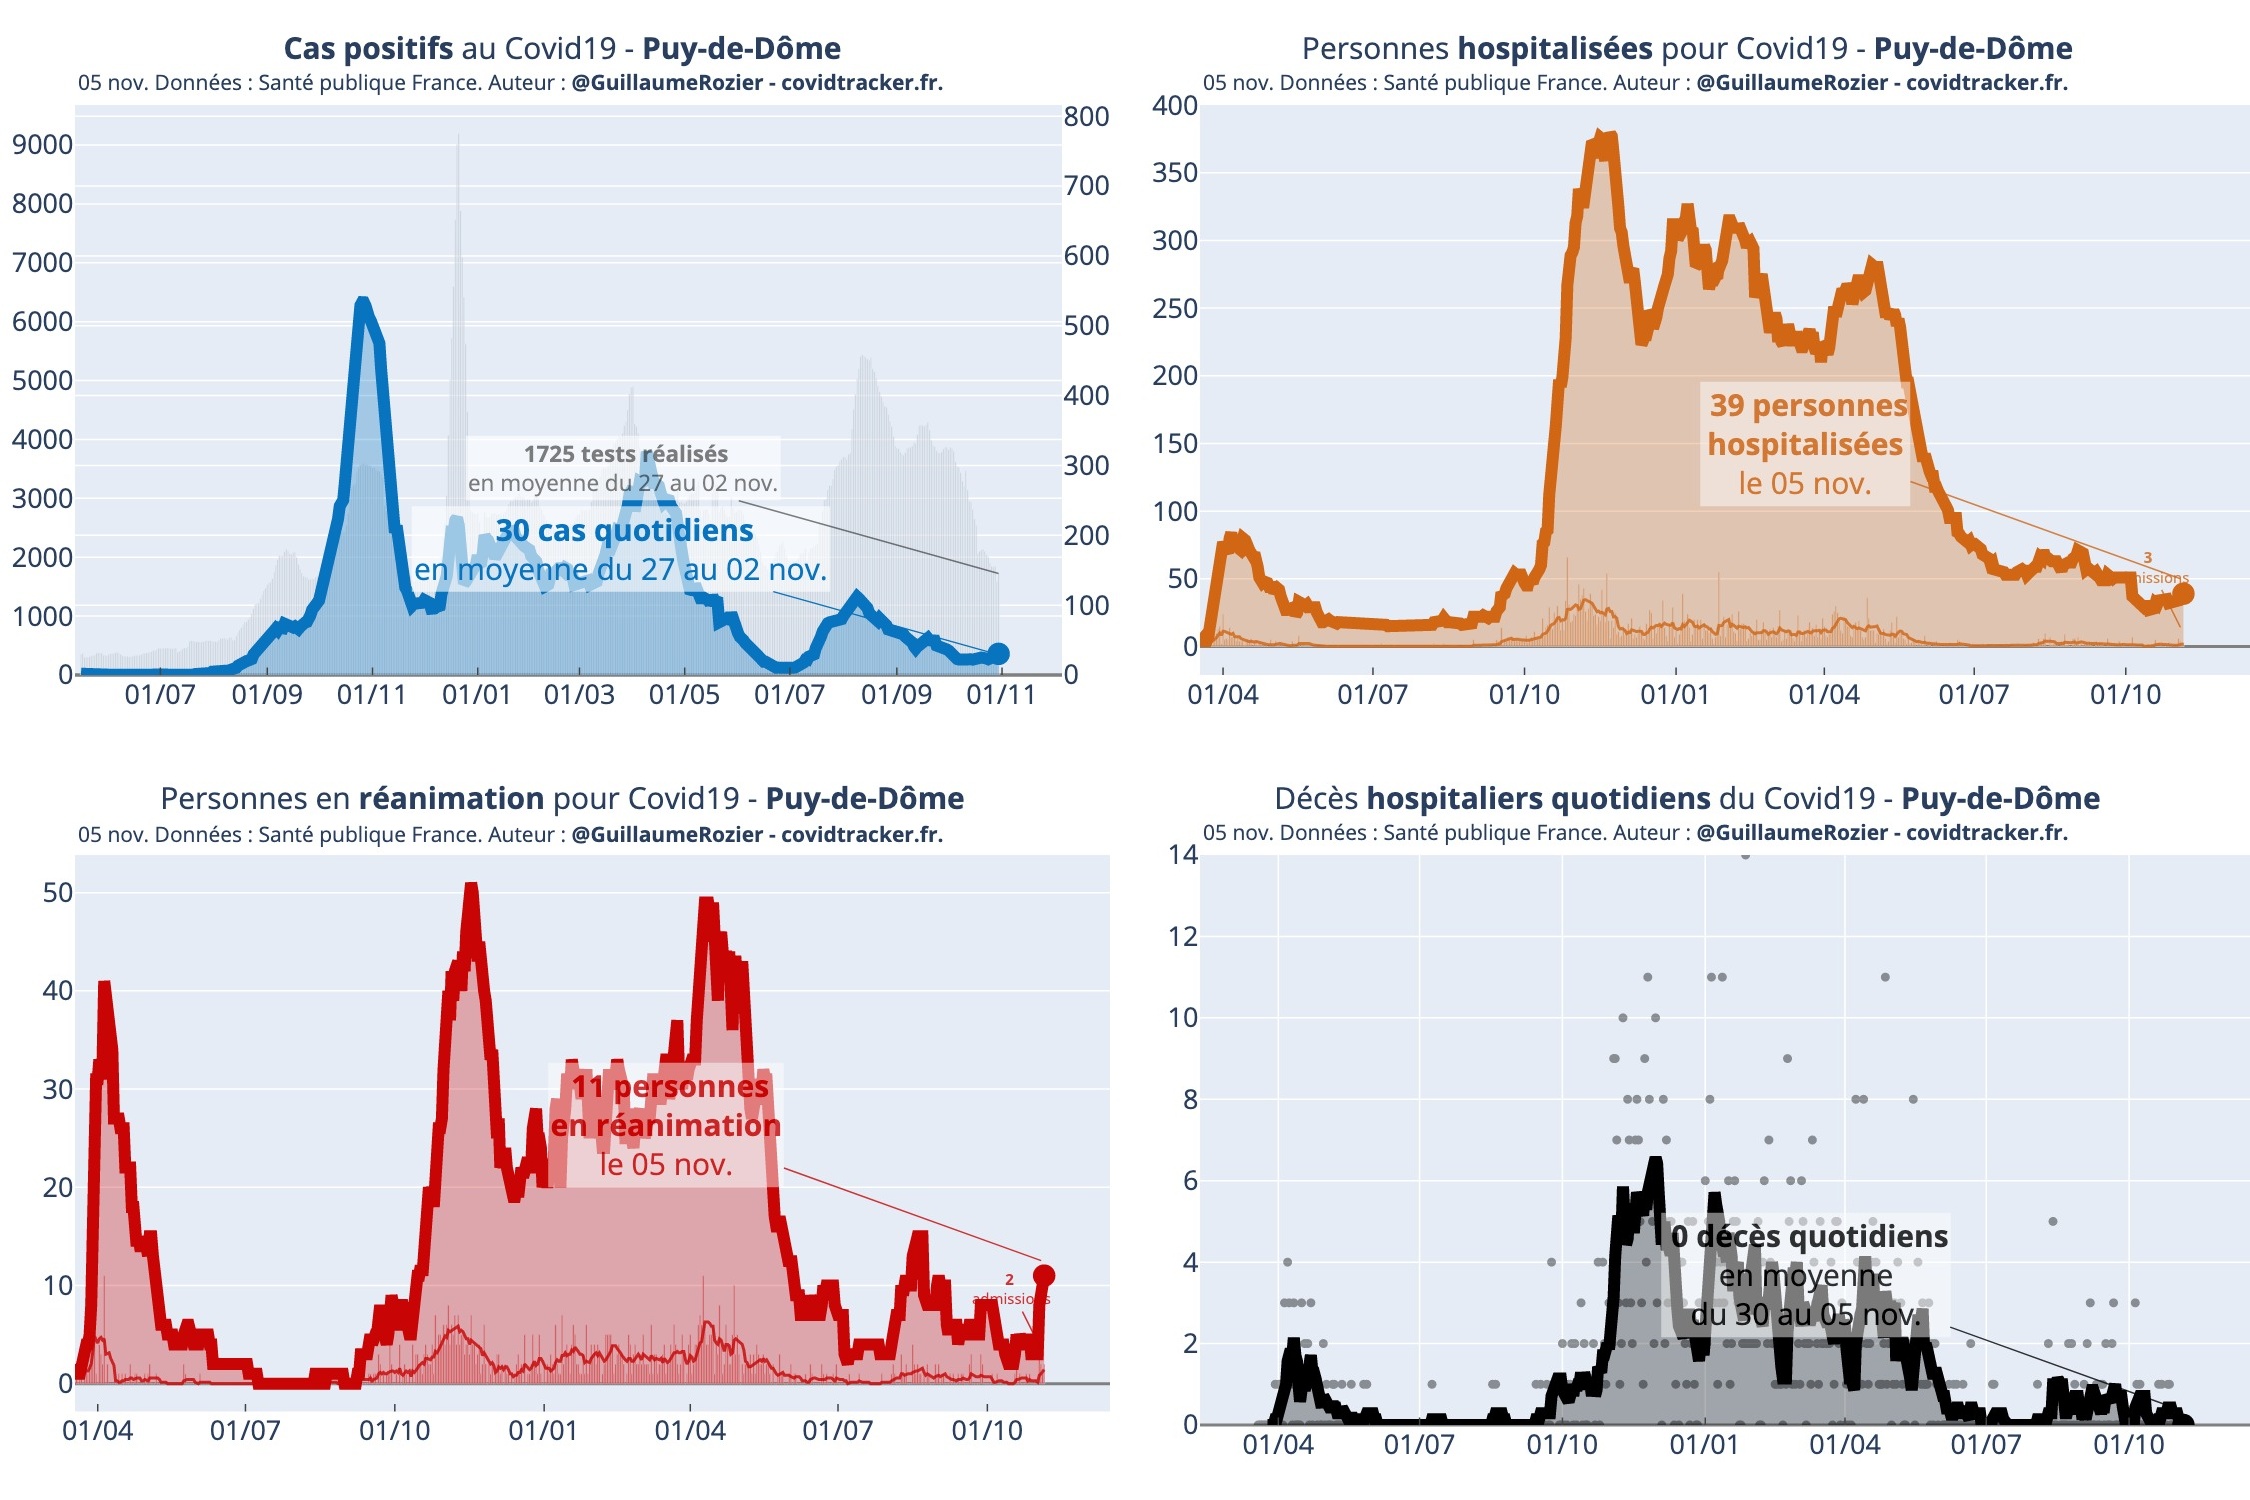 Cas positifs au Covid19 - Puy-de-Dôme
05 nov. Données : Santé publique France. Auteur : @GuillaumeRozier - covidtracker.fr.
9000
8000
7000
6000
5000
4000
3000
2000
1000
0
800
700
600
500
400
300
200
100
0
1725 tests réalisés
en moyenne du 27 au 02 nov.
30 cas quotidiens
en moyenne du 27 au 02 nov.
01/07 01/09 01/11 01/01 01/03 01/05 01/07 01/09 01/11
Personnes hospitalisées pour Covid19 - Puy-de-Dôme
05 nov. Données : Santé publique France. Auteur : @GuillaumeRozier - covidtracker.fr.
400
350
300
250
200
150
100
50
0
39 personnes
hospitalisées
le 05 nov.
3
01/04 01/07 01/10 01/01 01/04 01/07 01/10
Personnes en réanimation pour Covid19 - Puy-de-Dôme
05 nov. Données : Santé publique France. Auteur : @GuillaumeRozier - covidtracker.fr.
50
40
30
20
10
0
11 personnes
en réanimation
le 05 nov.
2
admissions
01/04 01/07 01/10 01/01 01/04 01/07 01/10
Décès hospitaliers quotidiens du Covid19 - Puy-de-Dôme
05 nov. Données : Santé publique France. Auteur : @GuillaumeRozier - covidtracker.fr.
14
12
10
8
6
4
2
0
0 décès quotidiens
en moyenne
du 30 au 05 nov.
01/04 01/07 01/10 01/01 01/04 01/07 01/10